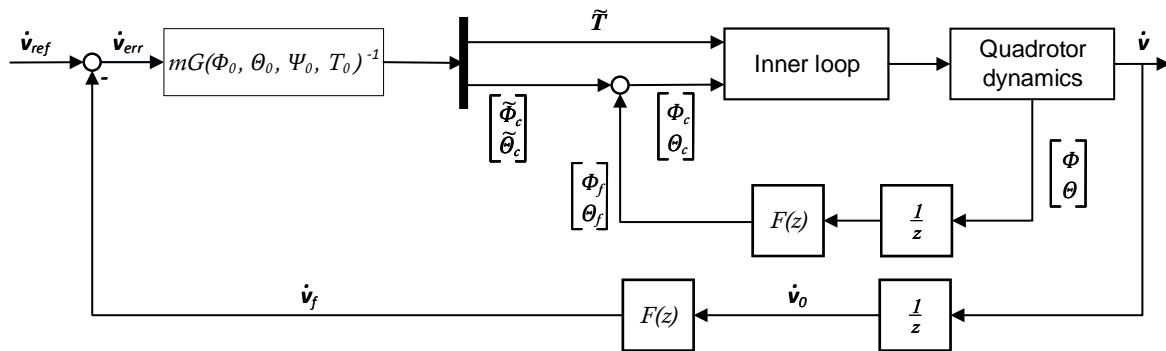 v̇ref
v̇err
-
mG(Φ₀, Θ₀, Ψ₀, T₀)⁻¹
T̃
Inner loop
Quadrotor
dynamics
v̇
Φ̃c
Θ̃c
Φc
Θc
Φf
Θf
Φ
Θ
F(z)
1
z
v̇f
F(z)
v̇₀
1
z